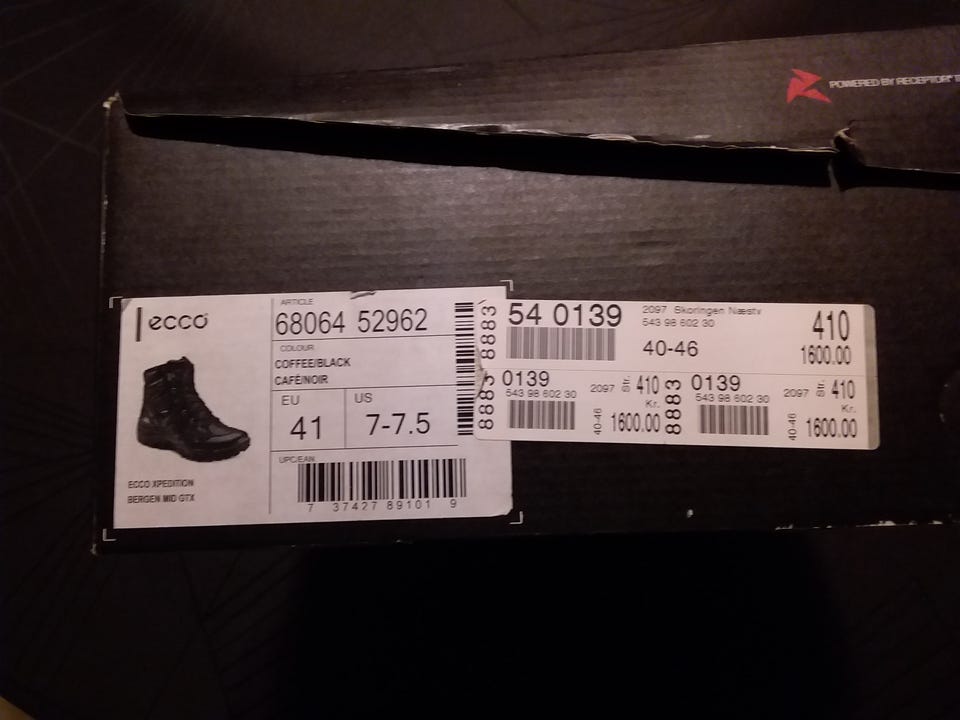 POWERED BY RECEPTOR®
ecco
ARTICLE
68064 52962
COLOUR
COFFEE/BLACK
CAFÉ/NOIR
EU
41
US
7-7.5
UPC/EAN
7 37427 89101 9
ECCO XPEDITION
BERGEN MID GTX
8883
54 0139
2097 Skoringen Næstv
543 98 602 30
40-46
410
1600.00
8883
0139
543 98 602 30
2097
40-46
Str.
410
Kr.
1600.00
8883
0139
543 98 602 30
2097
40-46
Str.
410
Kr.
1600.00